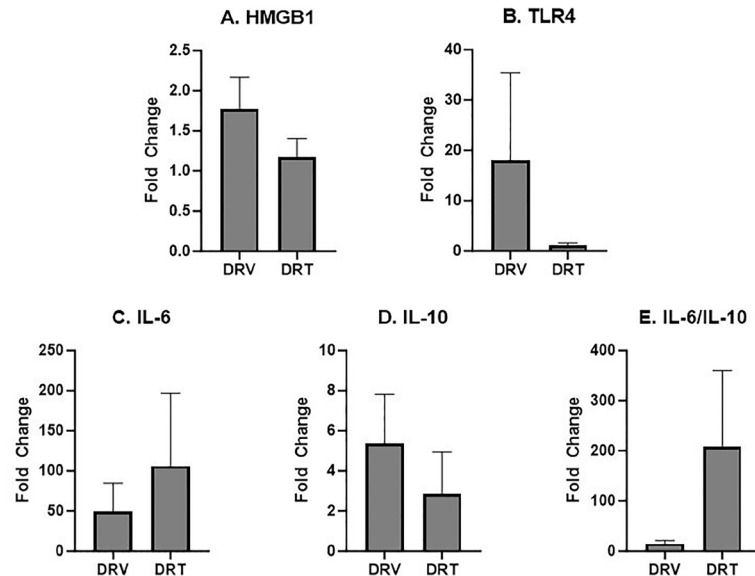 A. HMGB1
B. TLR4
Fold Change
2.5
2.0
1.5
1.0
0.5
0.0
DRV DRT
Fold Change
40
30
20
10
0
DRV DRT
C. IL-6
D. IL-10
E. IL-6/IL-10
Fold Change
250
200
150
100
50
0
DRV DRT
Fold Change
10
8
6
4
2
0
DRV DRT
Fold Change
400
300
200
100
0
DRV DRT